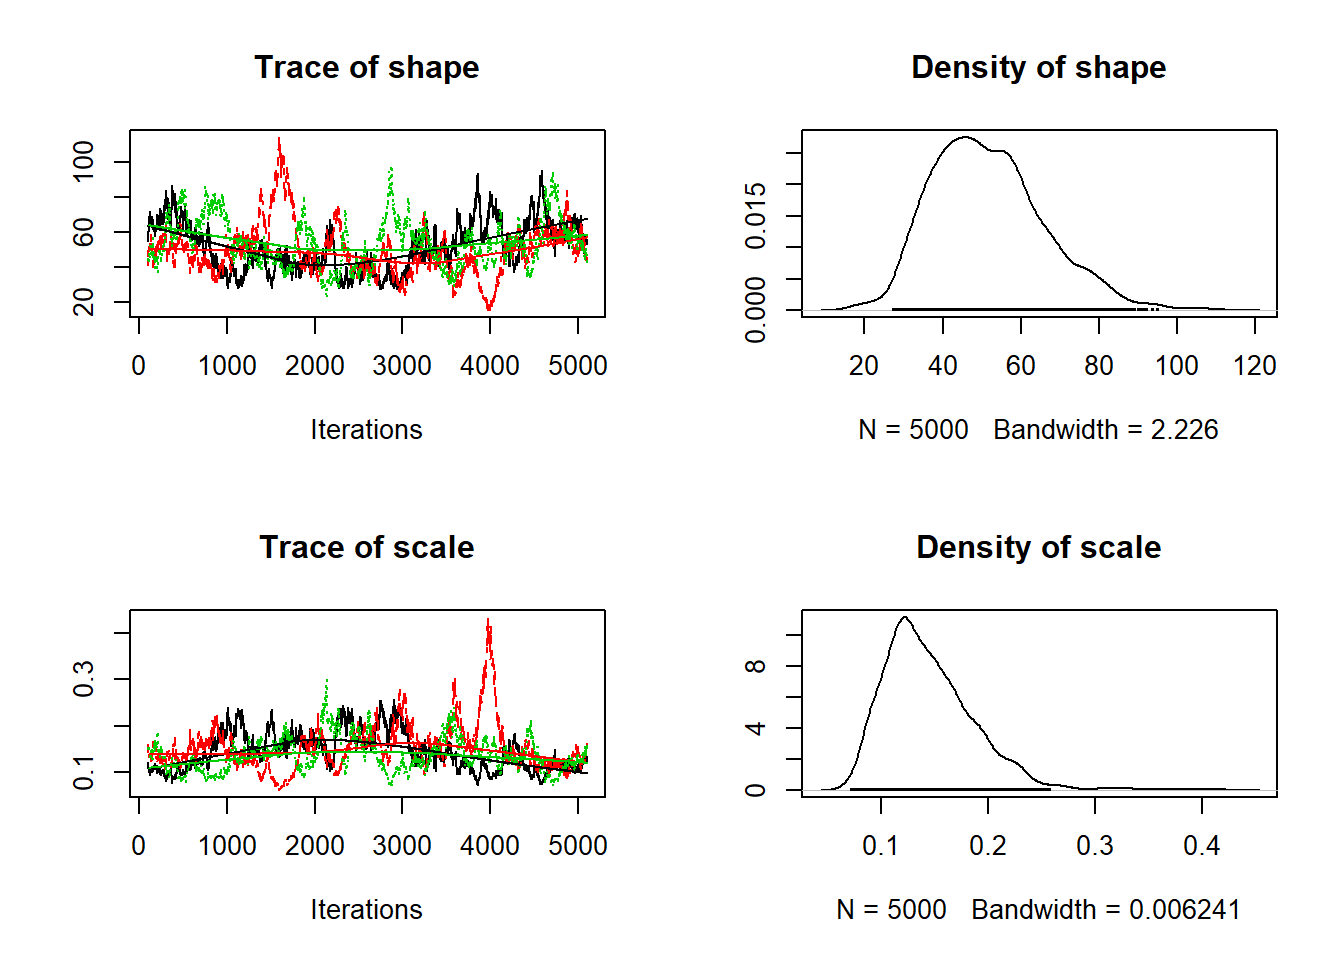 Trace of shape
100
60
20
0 1000 2000 3000 4000 5000
Iterations
Density of shape
0.015
0.000
20 40 60 80 100 120
N = 5000 Bandwidth = 2.226
Trace of scale
0.3
0.1
0 1000 2000 3000 4000 5000
Iterations
Density of scale
8
4
0
0.1 0.2 0.3 0.4
N = 5000 Bandwidth = 0.006241